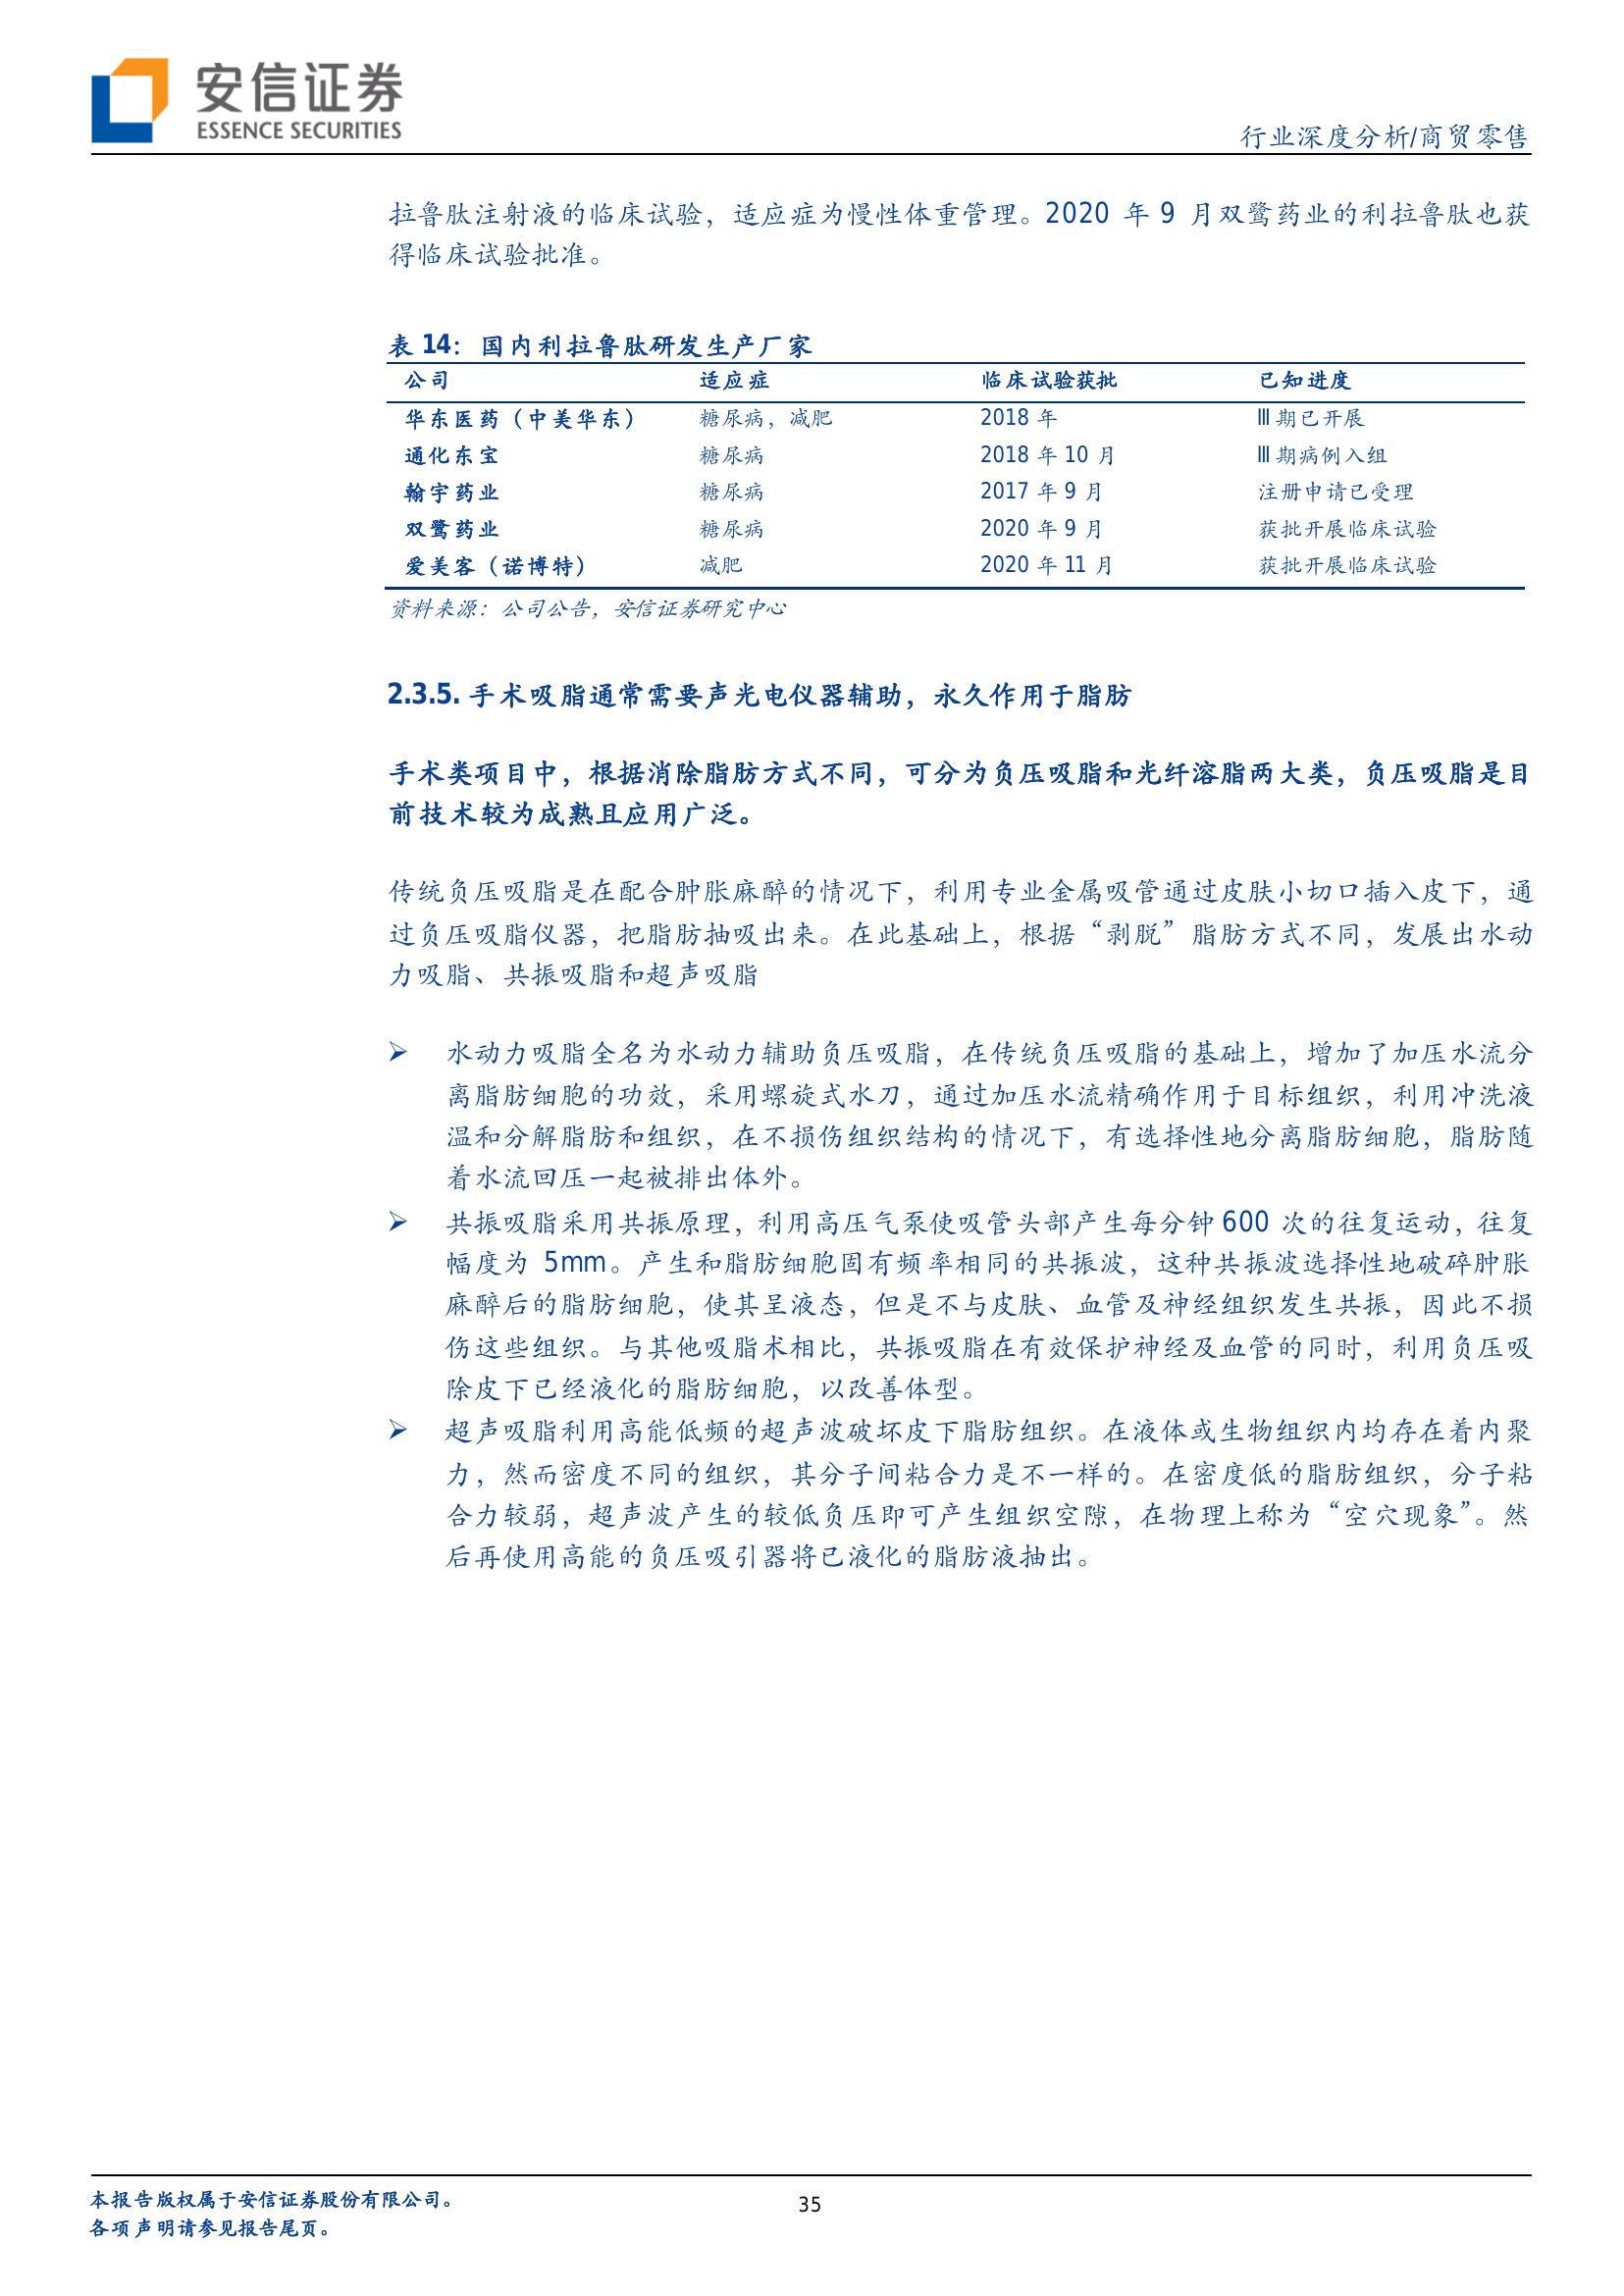 安信证券
ESSENCE SECURITIES
行业深度分析/商贸零售
拉鲁肽注射液的临床试验，适应症为慢性体重管理。2020 年 9 月双鹭药业的利拉鲁肽也获
得临床试验批准。
表 14：国内利拉鲁肽研发生产厂家
公司 适应症 临床试验获批 已知进度
华东医药（中美华东） 糖尿病，减肥 2018 年 III 期已开展
通化东宝 糖尿病 2018 年 10 月 III 期病例入组
翰宇药业 糖尿病 2017 年 9 月 注册申请已受理
双鹭药业 糖尿病 2020 年 9 月 获批开展临床试验
爱美客（诺博特） 减肥 2020 年 11 月 获批开展临床试验
资料来源：公司公告，安信证券研究中心
2.3.5. 手术吸脂通常需要声光电仪器辅助，永久作用于脂肪
手术类项目中，根据消除脂肪方式不同，可分为负压吸脂和光纤溶脂两大类，负压吸脂是目
前技术较为成熟且应用广泛。
传统负压吸脂是在配合肿胀麻醉的情况下，利用专业金属吸管通过皮肤小切口插入皮下，通
过负压吸脂仪器，把脂肪抽吸出来。在此基础上，根据“剥脱”脂肪方式不同，发展出水动
力吸脂、共振吸脂和超声吸脂
➢ 水动力吸脂全名为水动力辅助负压吸脂，在传统负压吸脂的基础上，增加了加压水流分
离脂肪细胞的功效，采用螺旋式水刀，通过加压水流精确作用于目标组织，利用冲洗液
温和分解脂肪和组织，在不损伤组织结构的情况下，有选择性地分离脂肪细胞，脂肪随
着水流回压一起被排出体外。
➢ 共振吸脂采用共振原理，利用高压气泵使吸管头部产生每分钟 600 次的往复运动，往复
幅度为 5mm。产生和脂肪细胞固有频率相同的共振波，这种共振波选择性地破碎肿胀
麻醉后的脂肪细胞，使其呈液态，但是不与皮肤、血管及神经组织发生共振，因此不损
伤这些组织。与其他吸脂术相比，共振吸脂在有效保护神经及血管的同时，利用负压吸
除皮下已经液化的脂肪细胞，以改善体型。
➢ 超声吸脂利用高能低频的超声波破坏皮下脂肪组织。在液体或生物组织内均存在着内聚
力，然而密度不同的组织，其分子间粘合力是不一样的。在密度低的脂肪组织，分子粘
合力较弱，超声波产生的较低负压即可产生组织空隙，在物理上称为“空穴现象”。然
后再使用高能的负压吸引器将已液化的脂肪液抽出。
本报告版权属于安信证券股份有限公司。
各项声明请参见报告尾页。
35